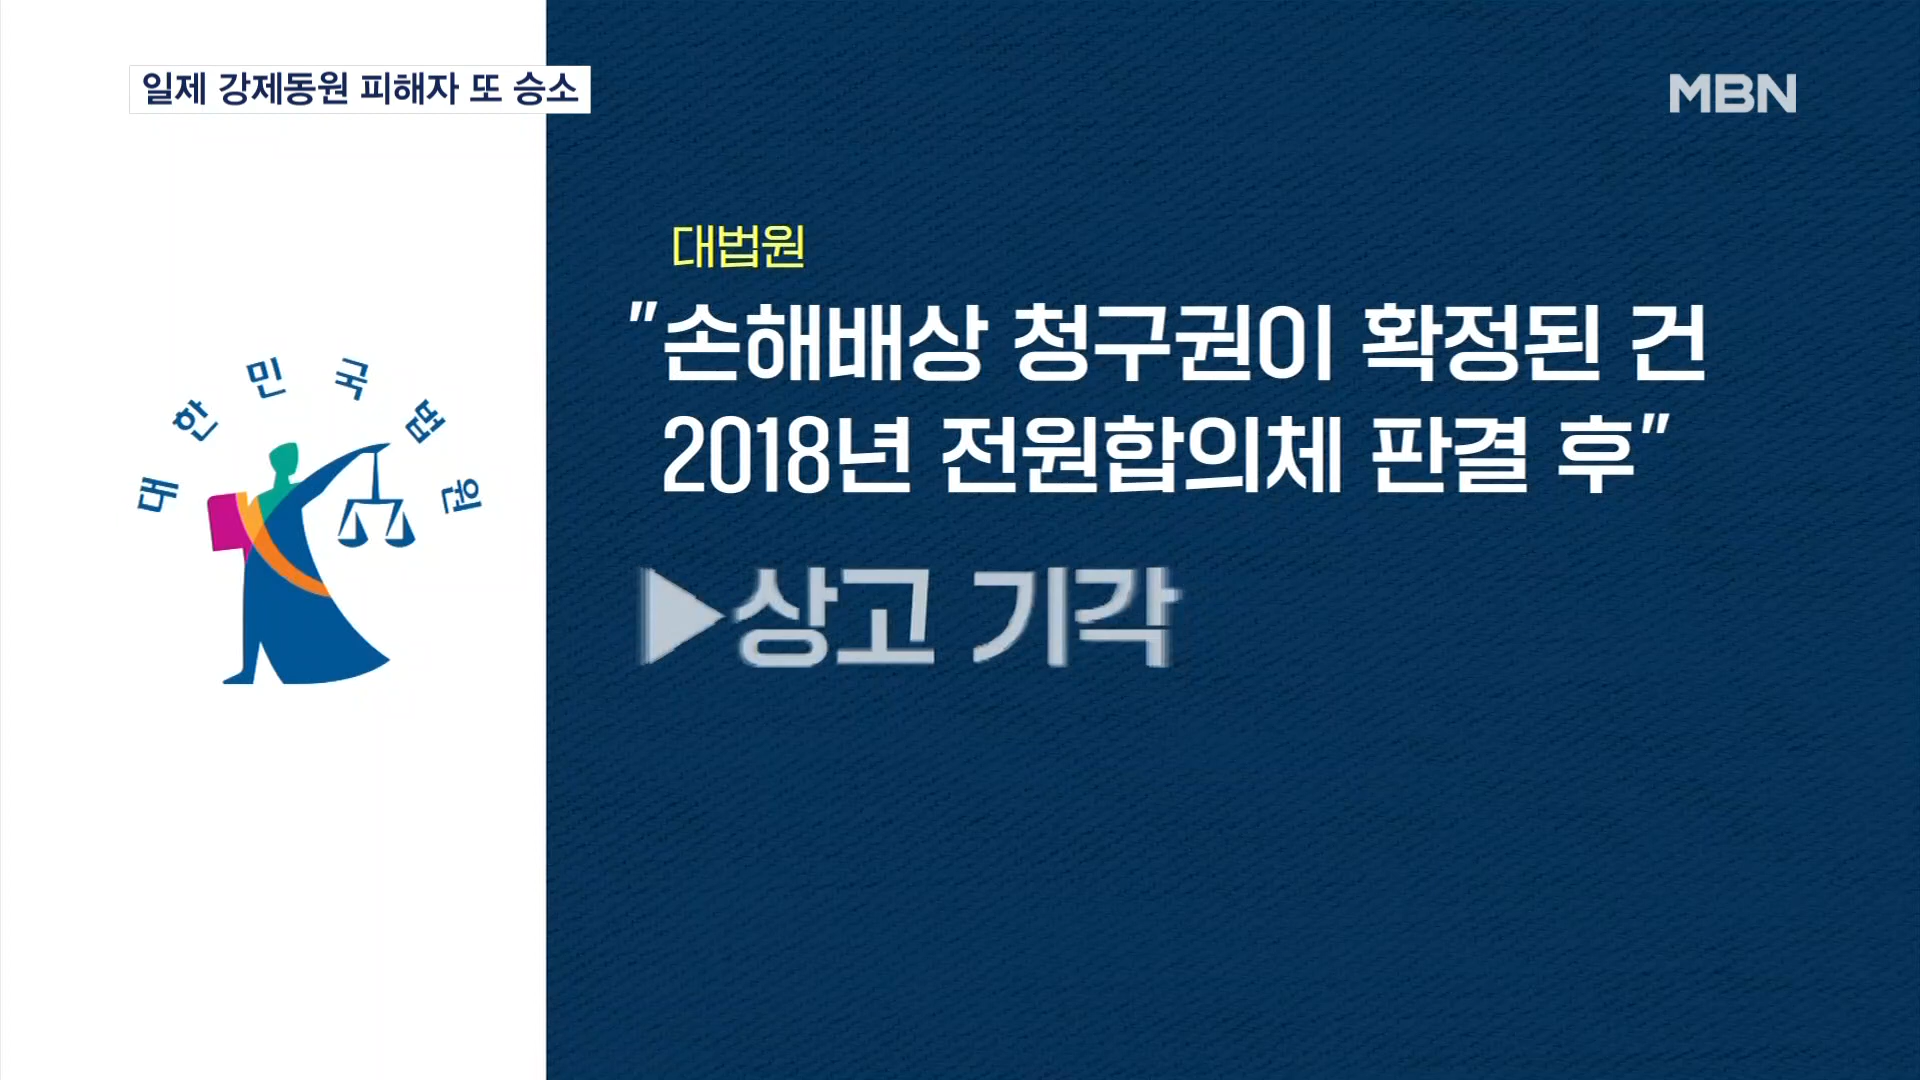 일제 강제동원 피해자 또 승소
MBN
대한민국법원
대법원
"손해배상 청구권이 확정된 건
2018년 전원합의체 판결 후"
▶상고 기각